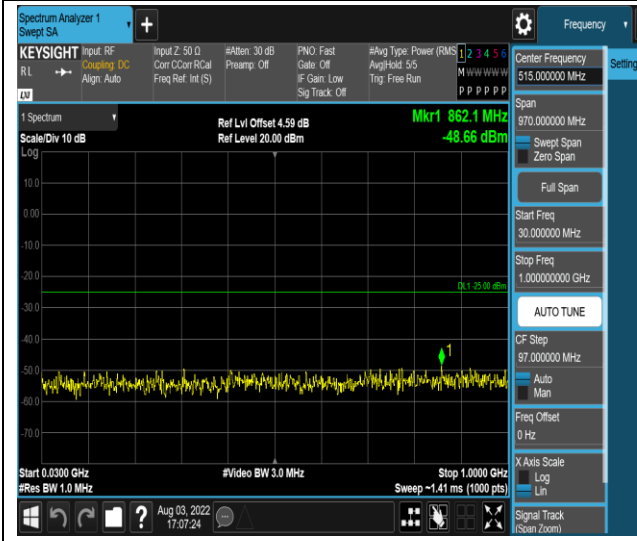 Spectrum Analyzer 1
Swept SA
+
Frequency
KEYSIGHT
RL
LXI
Input: RF
Coupling: DC
Align: Auto
Input Z: 50 Ω
Corr CCorr RCal
Freq Ref: Int (S)
#Atten: 30 dB
Preamp: Off
PNO: Fast
Gate: Off
IF Gain: Low
Sig Track: Off
#Avg Type: Power (RMS
Avg|Hold: 5/5
Trig: Free Run
1 2 3 4 5 6
M W W W W W
P P P P P P
1 Spectrum
Scale/Div 10 dB
Log
Ref Lvl Offset 4.59 dB
Ref Level 20.00 dBm
Mkr1 862.1 MHz
-48.66 dBm
10.0
0.00
-10.0
-20.0
DL1 -25.00 dBm
-30.0
-40.0
1
-50.0
-60.0
-70.0
Start 0.0300 GHz
#Video BW 3.0 MHz
Stop 1.0000 GHz
#Res BW 1.0 MHz
Sweep ~1.41 ms (1000 pts)
?
Aug 03, 2022
17:07:24
Center Frequency
515.000000 MHz
Settings
Span
970.000000 MHz
Swept Span
Zero Span
Full Span
Start Freq
30.000000 MHz
Stop Freq
1.000000000 GHz
AUTO TUNE
CF Step
97.000000 MHz
Auto
Man
Freq Offset
0 Hz
X Axis Scale
Log
Lin
Signal Track
(Span Zoom)